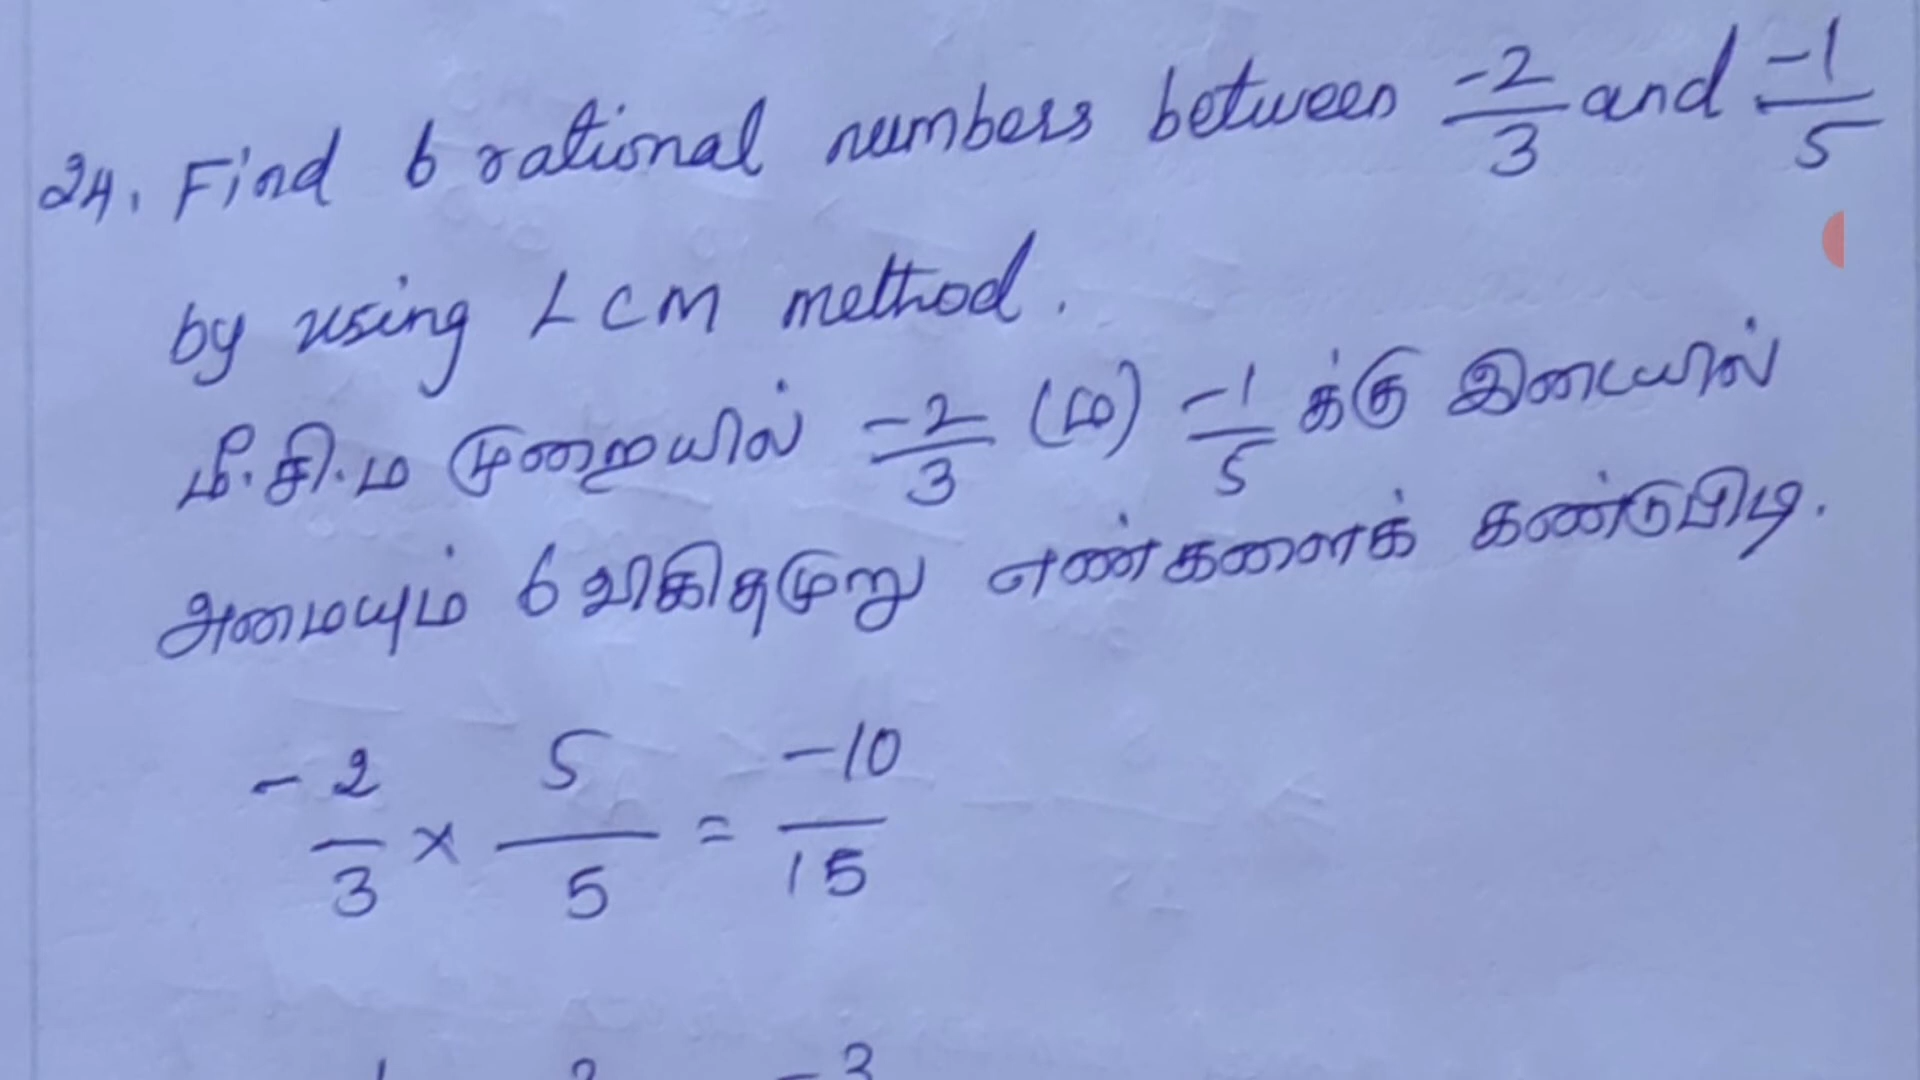 24. Find 6 rational numbers between -2/3 and -1/5
by using LCM method.
மீ.சி.ம முறையில் -2/3 (ம) -1/5 க்கு இடையில்
அமையும் 6 விகிதமுறு எண்களைக் கண்டுபிடி.
-2/3 × 5/5 = -10/15
-3